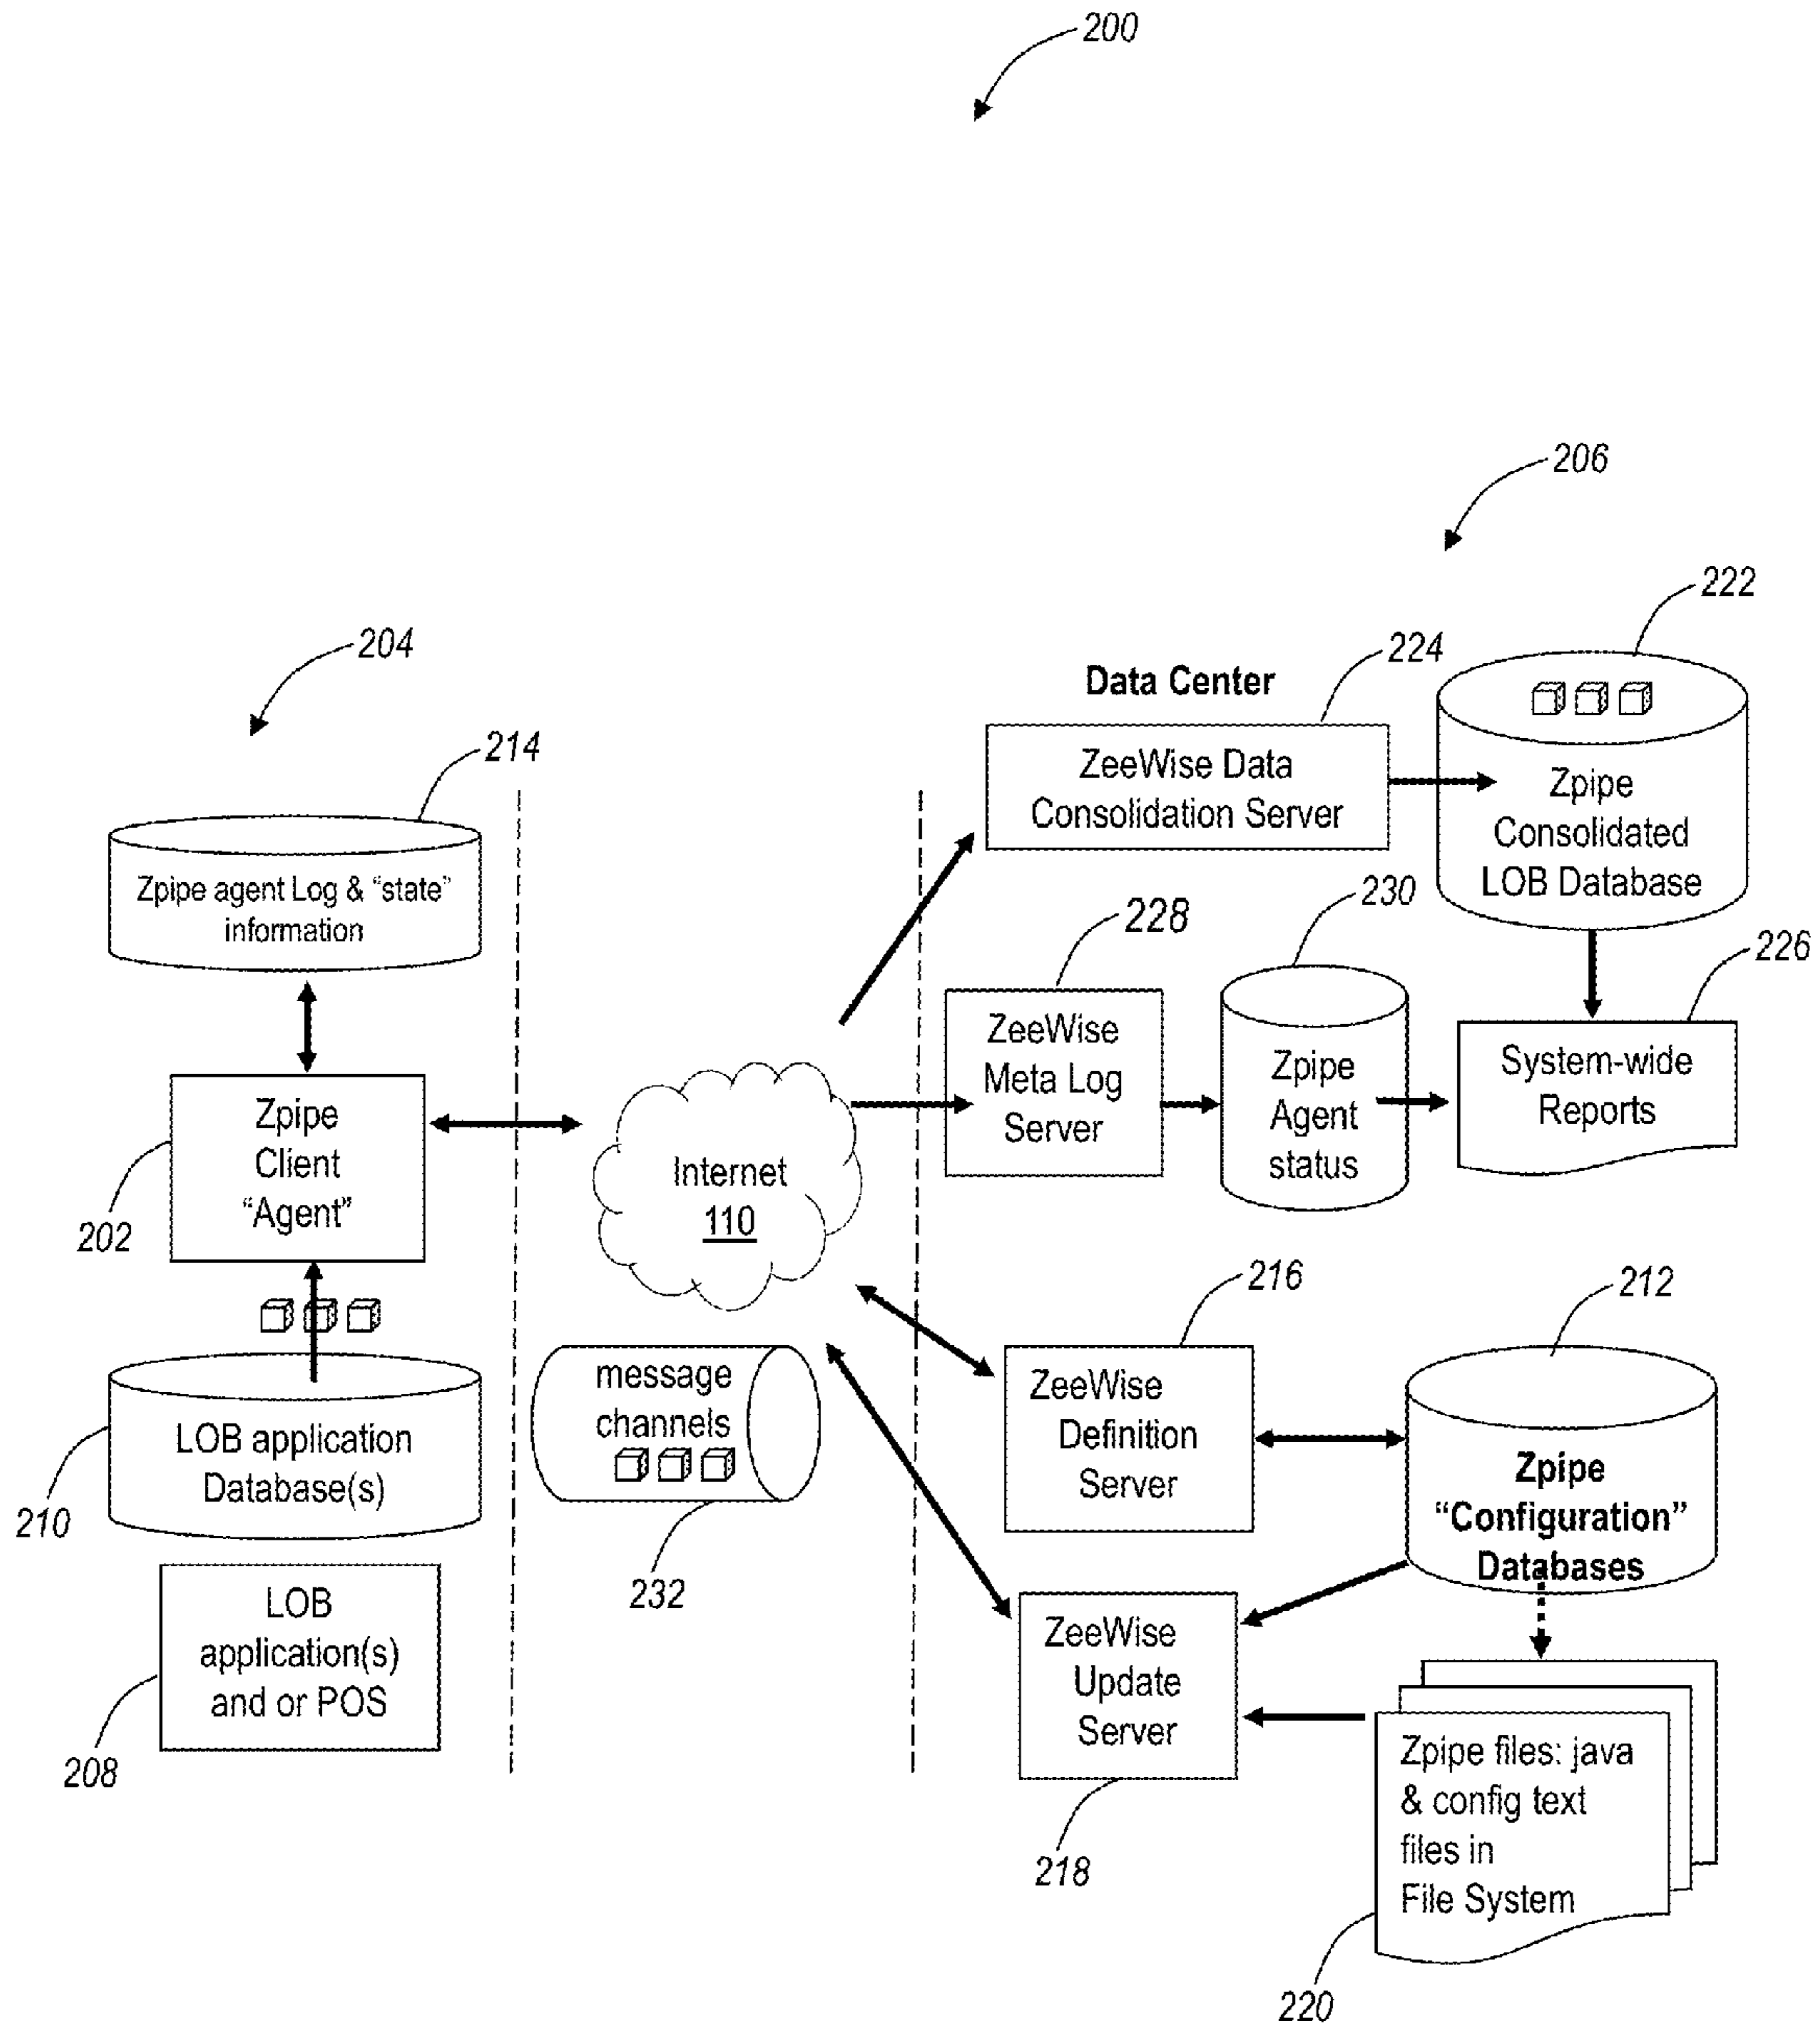 200
206
222
204
224
Data Center
214
ZeeWise Data
Consolidation Server
Zpipe
Consolidated
LOB Database
Zpipe agent Log & “state”
information
228
230
226
ZeeWise
Meta Log
Server
Zpipe
Agent
status
System-wide
Reports
Zpipe
Client
“Agent”
202
Internet
110
216
212
message
channels
232
ZeeWise
Definition
Server
Zpipe
“Configuration”
Databases
LOB application
Database(s)
210
LOB
application(s)
and or POS
208
ZeeWise
Update
Server
218
Zpipe files: java
& config text
files in
File System
220